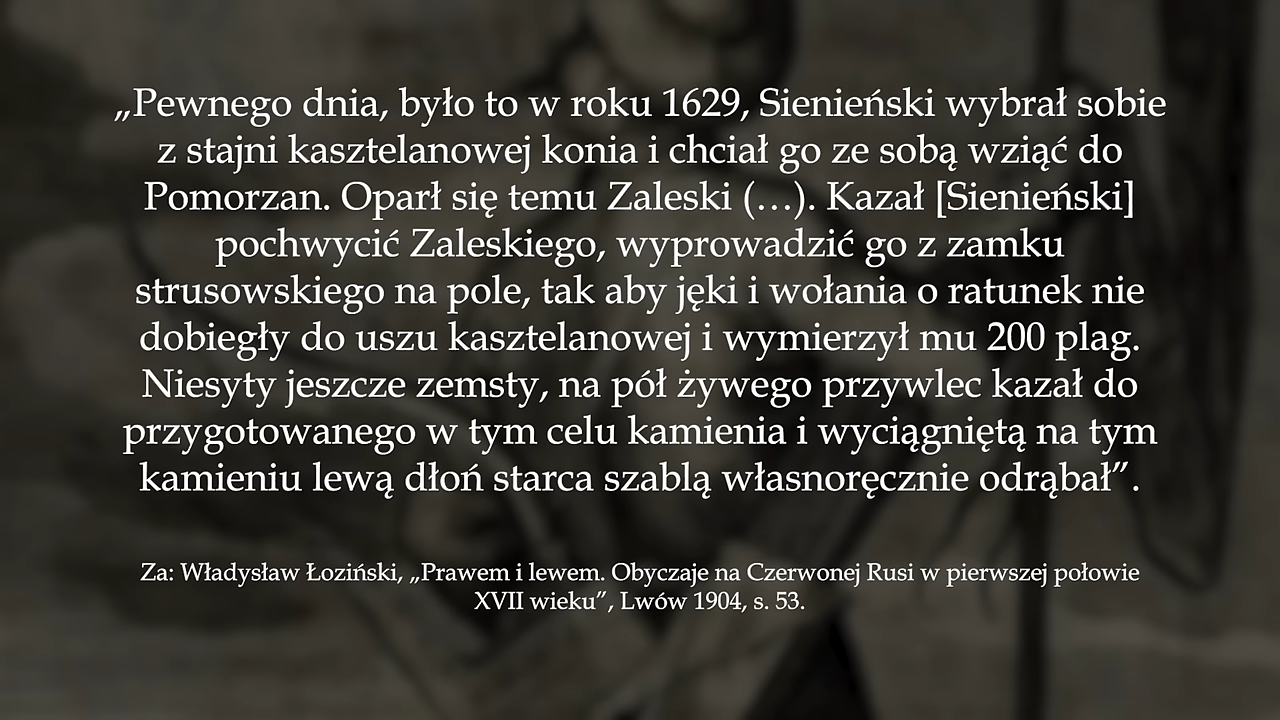 „Pewnego dnia, było to w roku 1629, Sienieński wybrał sobie
z stajni kasztelanowej konia i chciał go ze sobą wziąć do
Pomorzan. Oparł się temu Zaleski (…). Kazał [Sienieński]
pochwycić Zaleskiego, wyprowadzić go z zamku
strusowskiego na pole, tak aby jęki i wołania o ratunek nie
dobiegły do uszu kasztelanowej i wymierzył mu 200 plag.
Niesyty jeszcze zemsty, na pół żywego przywlec kazał do
przygotowanego w tym celu kamienia i wyciągniętą na tym
kamieniu lewą dłoń starca szablą własnoręcznie odrąbał”.
Za: Władysław Łoziński, „Prawem i lewem. Obyczaje na Czerwonej Rusi w pierwszej połowie
XVII wieku”, Lwów 1904, s. 53.